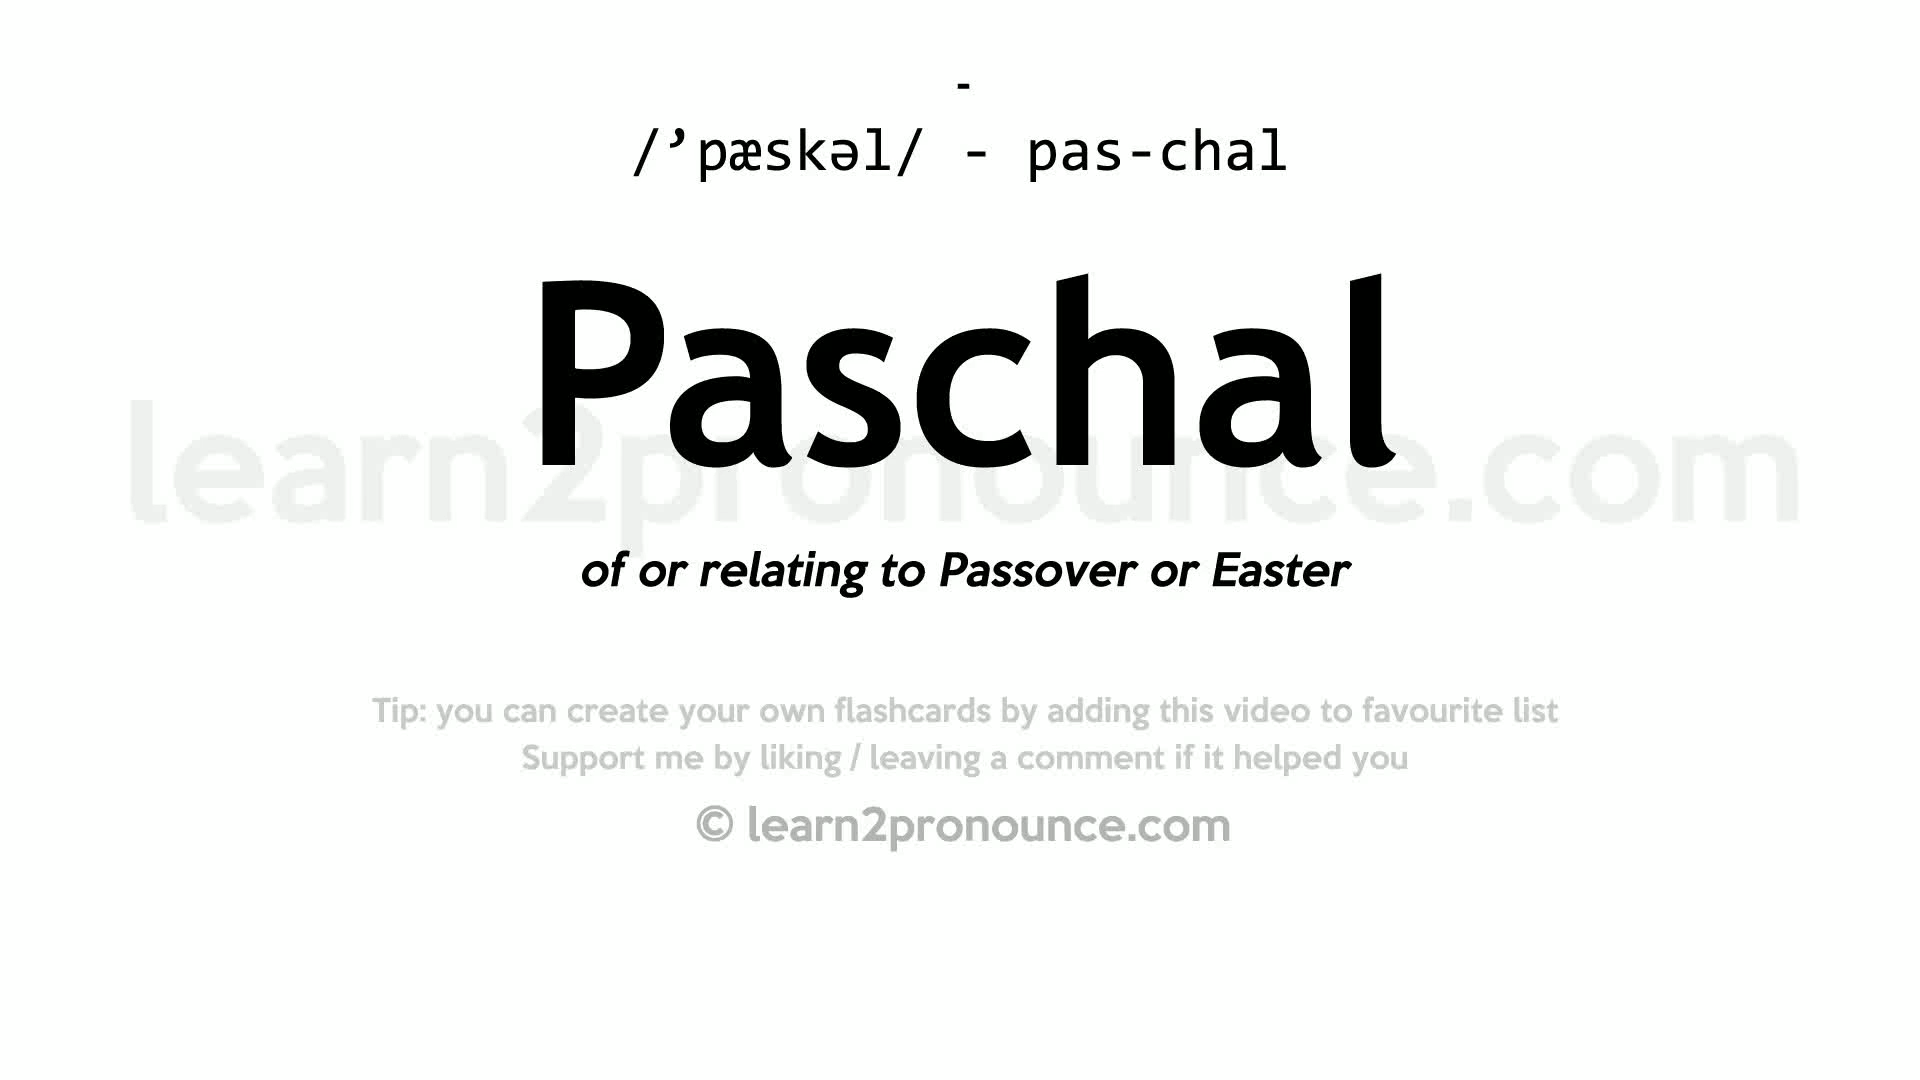 -
/’pæskəl/ - pas-chal
Paschal
learn2pronounce.com
of or relating to Passover or Easter
Tip: you can create your own flashcards by adding this video to favourite list
Support me by liking / leaving a comment if it helped you
© learn2pronounce.com